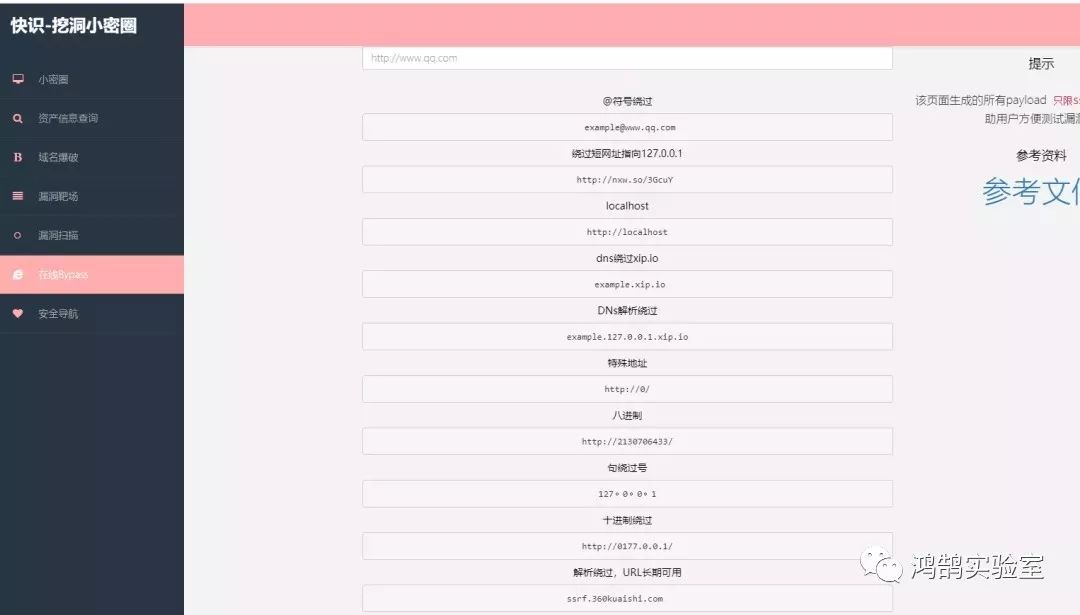 快识-挖洞小密圈
小密圈
资产信息查询
域名爆破
漏洞靶场
漏洞扫描
在线Bypass
安全导航
http://www.qq.com
@符号绕过
example@www.qq.com
绕过短网址指向127.0.0.1
http://nxw.so/3GcuY
localhost
http://localhost
dns绕过xip.io
example.xip.io
DNs解析绕过
example.127.0.0.1.xip.io
特殊地址
http://0/
八进制
http://2130706433/
句绕过号
127。0。0。1
十进制绕过
http://0177.0.0.1/
解析绕过，URL长期可用
ssrf.360kuaishi.com
提示
该页面生成的所有payload 只限s
助用户方便测试漏
参考资料
参考文
鸿鹄实验室